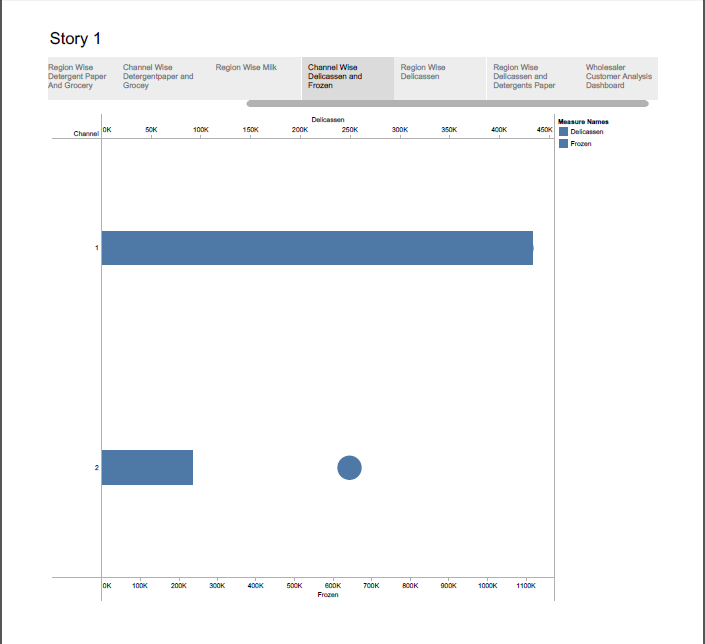 Story 1
Region Wise
Detergent Paper
And Grocery
Channel Wise
Detergentpaper and
Grocey
Region Wise Milk
Channel Wise
Delicassen and
Frozen
Region Wise
Delicassen
Region Wise
Delicassen and
Detergents Paper
Wholesaler
Customer Analysis
Dashboard
Delicassen
Channel
0K 50K 100K 150K 200K 250K 300K 350K 400K 450K
Measure Names
Delicassen
Frozen
1
2
0K 100K 200K 300K 400K 500K 600K 700K 800K 900K 1000K 1100K
Frozen